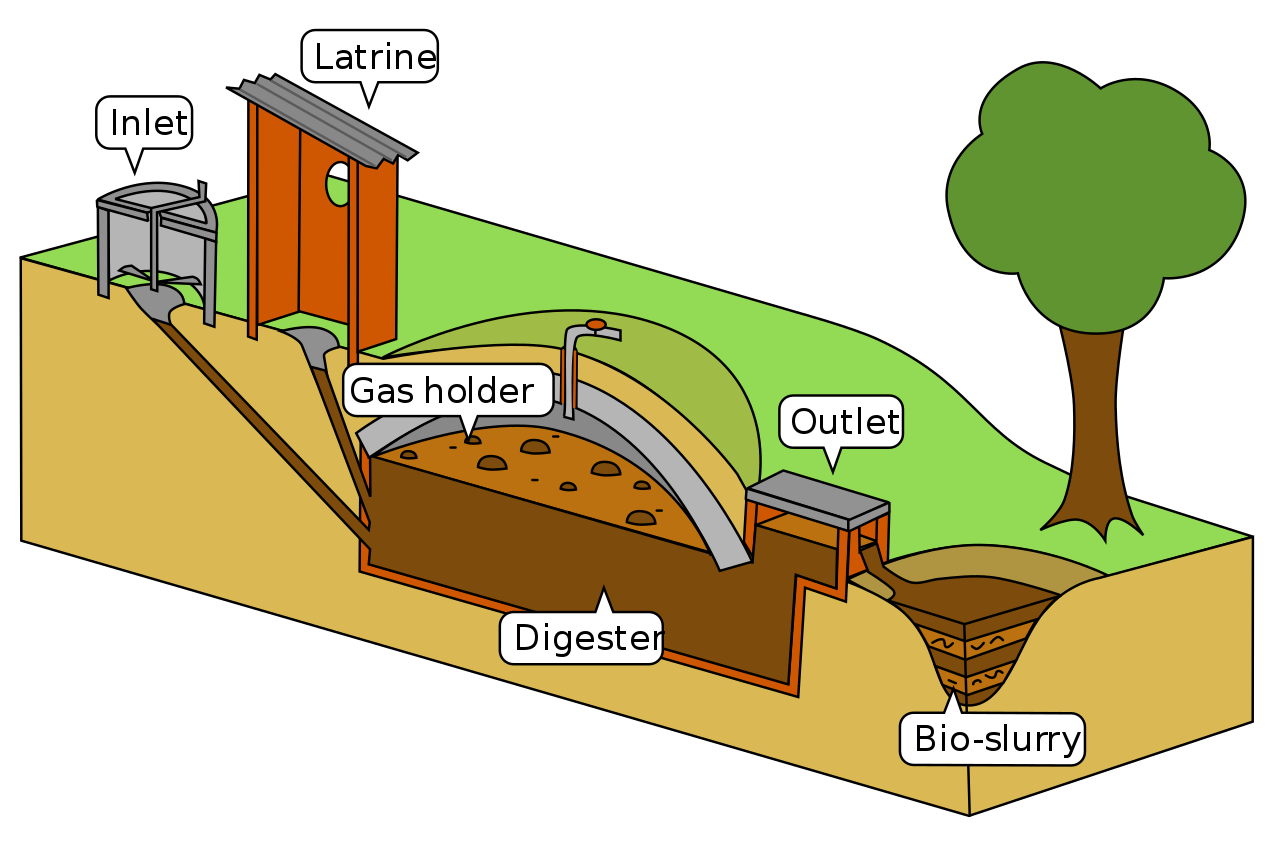 Latrine
Inlet
Gas holder
Outlet
Digester
Bio-slurry